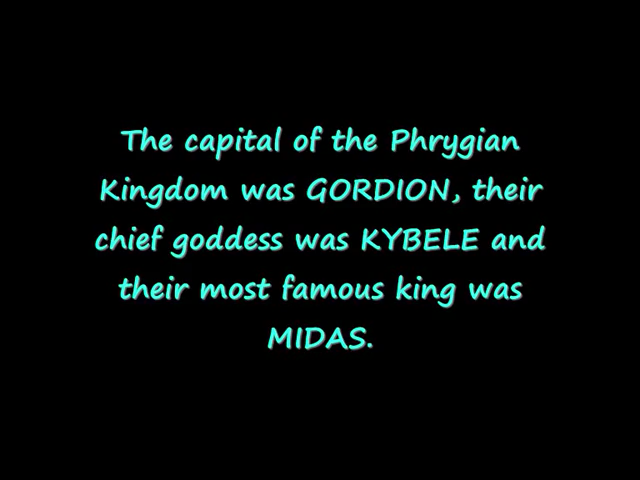 The capital of the Phrygian
Kingdom was GORDION, their
chief goddess was KYBELE and
their most famous king was
MIDAS.